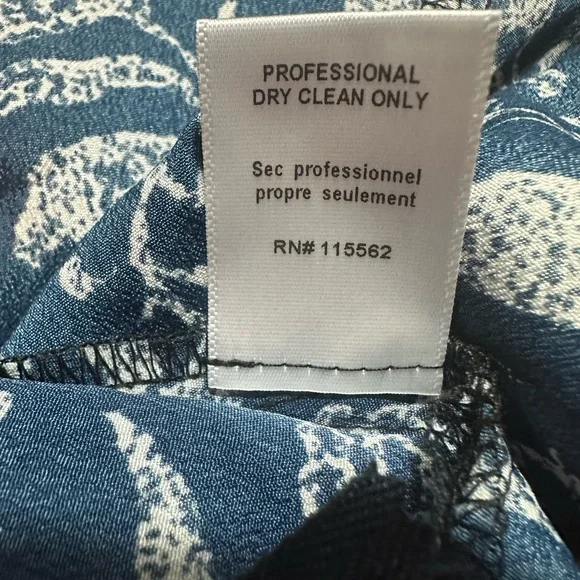 PROFESSIONAL
DRY CLEAN ONLY
Sec professionnel
propre seulement
RN# 115562